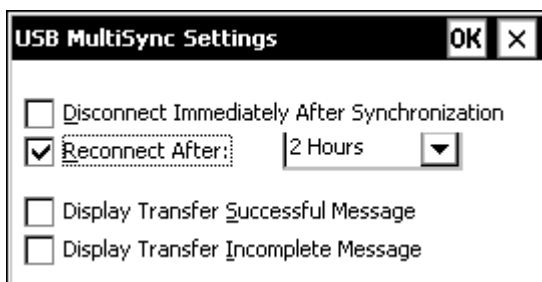 USB MultiSync Settings OK ×
Disconnect Immediately After Synchronization
Reconnect After: 2 Hours
Display Transfer Successful Message
Display Transfer Incomplete Message